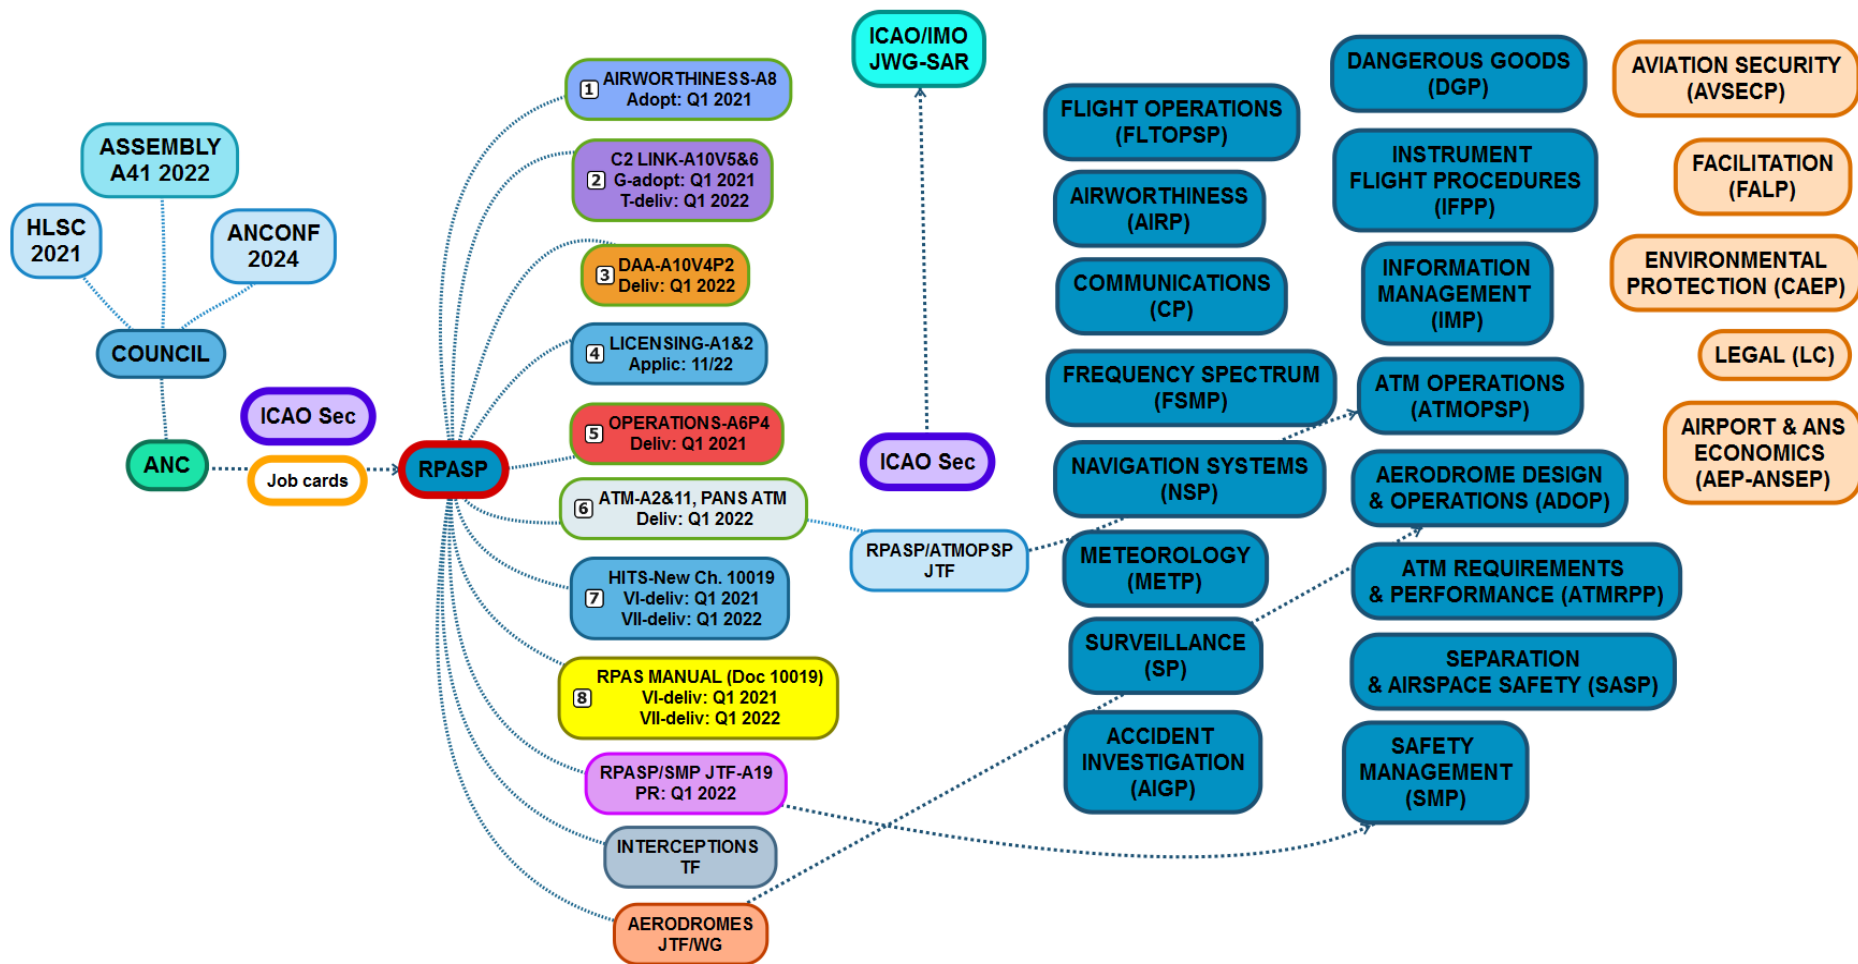 ASSEMBLY
A41 2022
HLSC
2021
ANCONF
2024
COUNCIL
ANC
ICAO Sec
Job cards
RPASP
1
AIRWORTHINESS-A8
Adopt: Q1 2021
2
C2 LINK-A10V5&6
G-adopt: Q1 2021
T-deliv: Q1 2022
3
DAA-A10V4P2
Deliv: Q1 2022
4
LICENSING-A1&2
Applic: 11/22
5
OPERATIONS-A6P4
Deliv: Q1 2021
6
ATM-A2&11, PANS ATM
Deliv: Q1 2022
7
HITS-New Ch. 10019
VI-deliv: Q1 2021
VII-deliv: Q1 2022
8
RPAS MANUAL (Doc 10019)
VI-deliv: Q1 2021
VII-deliv: Q1 2022
RPASP/SMP JTF-A19
PR: Q1 2022
INTERCEPTIONS
TF
AERODROMES
JTF/WG
ICAO/IMO
JWG-SAR
ICAO Sec
RPASP/ATMOPSP
JTF
FLIGHT OPERATIONS
(FLTOPSP)
AIRWORTHINESS
(AIRP)
COMMUNICATIONS
(CP)
FREQUENCY SPECTRUM
(FSMP)
NAVIGATION SYSTEMS
(NSP)
METEOROLOGY
(METP)
SURVEILLANCE
(SP)
ACCIDENT
INVESTIGATION
(AIGP)
DANGEROUS GOODS
(DGP)
INSTRUMENT
FLIGHT PROCEDURES
(IFPP)
INFORMATION
MANAGEMENT
(IMP)
ATM OPERATIONS
(ATMOPSP)
AERODROME DESIGN
& OPERATIONS (ADOP)
ATM REQUIREMENTS
& PERFORMANCE (ATMRPP)
SEPARATION
& AIRSPACE SAFETY (SASP)
SAFETY
MANAGEMENT
(SMP)
AVIATION SECURITY
(AVSECP)
FACILITATION
(FALP)
ENVIRONMENTAL
PROTECTION (CAEP)
LEGAL (LC)
AIRPORT & ANS
ECONOMICS
(AEP-ANSEP)